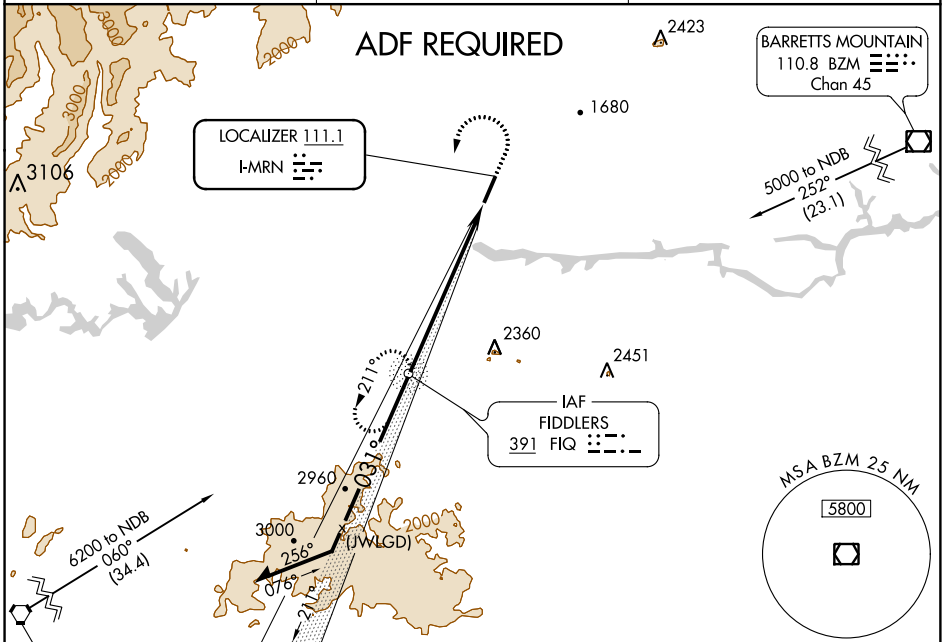 ADF REQUIRED
2423
BARRETTS MOUNTAIN
110.8 BZM
Chan 45
3000
2000
2000
2000
1680
LOCALIZER 111.1
I-MRN
3106
5000 to NDB
252°
(23.1)
2360
2451
211°
IAF
FIDDLERS
391 FIQ
031°
2960
MSA BZM 25 NM
5800
3000
2000
(JWLGD)
256°
076°
211°
6200 to NDB
060°
(34.4)